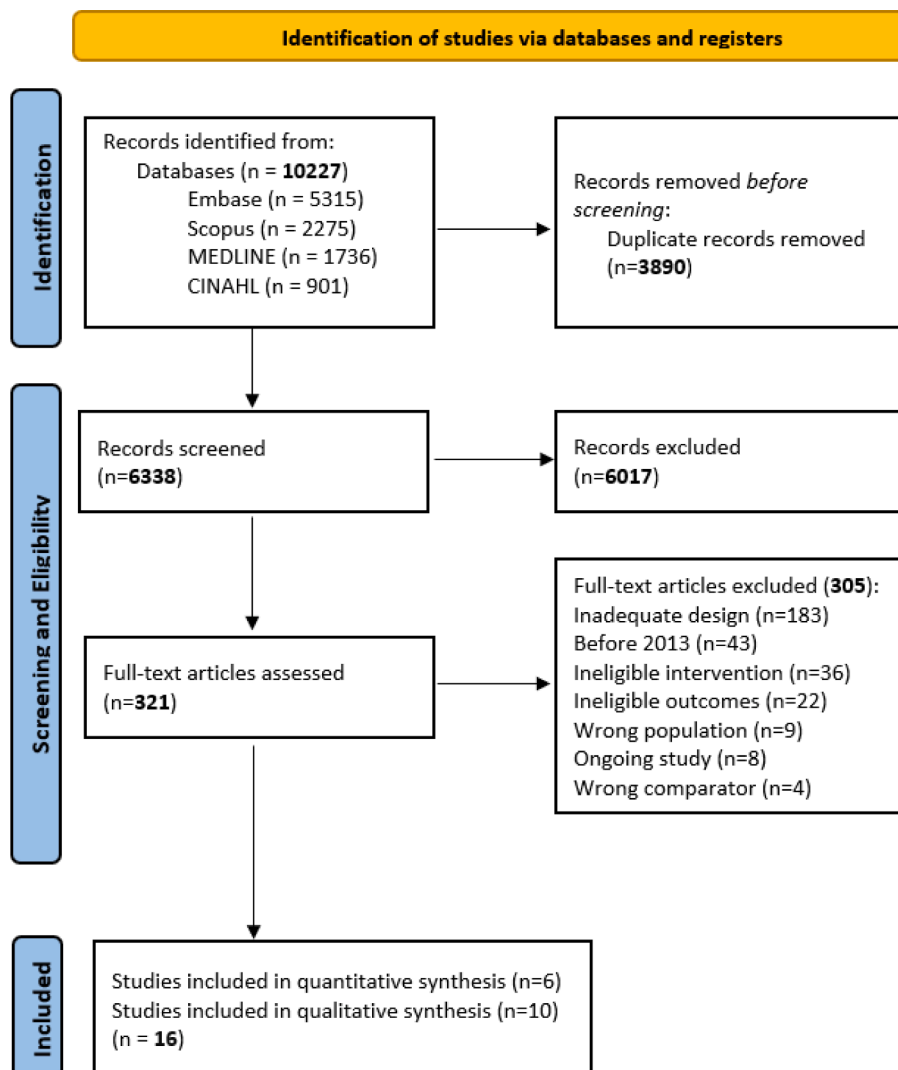 Identification of studies via databases and registers
Identification
Records identified from:
Databases (n = 10227)
Embase (n = 5315)
Scopus (n = 2275)
MEDLINE (n = 1736)
CINAHL (n = 901)
Records removed before
screening:
Duplicate records removed
(n=3890)
Screening and Eligibility
Records screened
(n=6338)
Records excluded
(n=6017)
Full-text articles assessed
(n=321)
Full-text articles excluded (305):
Inadequate design (n=183)
Before 2013 (n=43)
Ineligible intervention (n=36)
Ineligible outcomes (n=22)
Wrong population (n=9)
Ongoing study (n=8)
Wrong comparator (n=4)
Included
Studies included in quantitative synthesis (n=6)
Studies included in qualitative synthesis (n=10)
(n = 16)